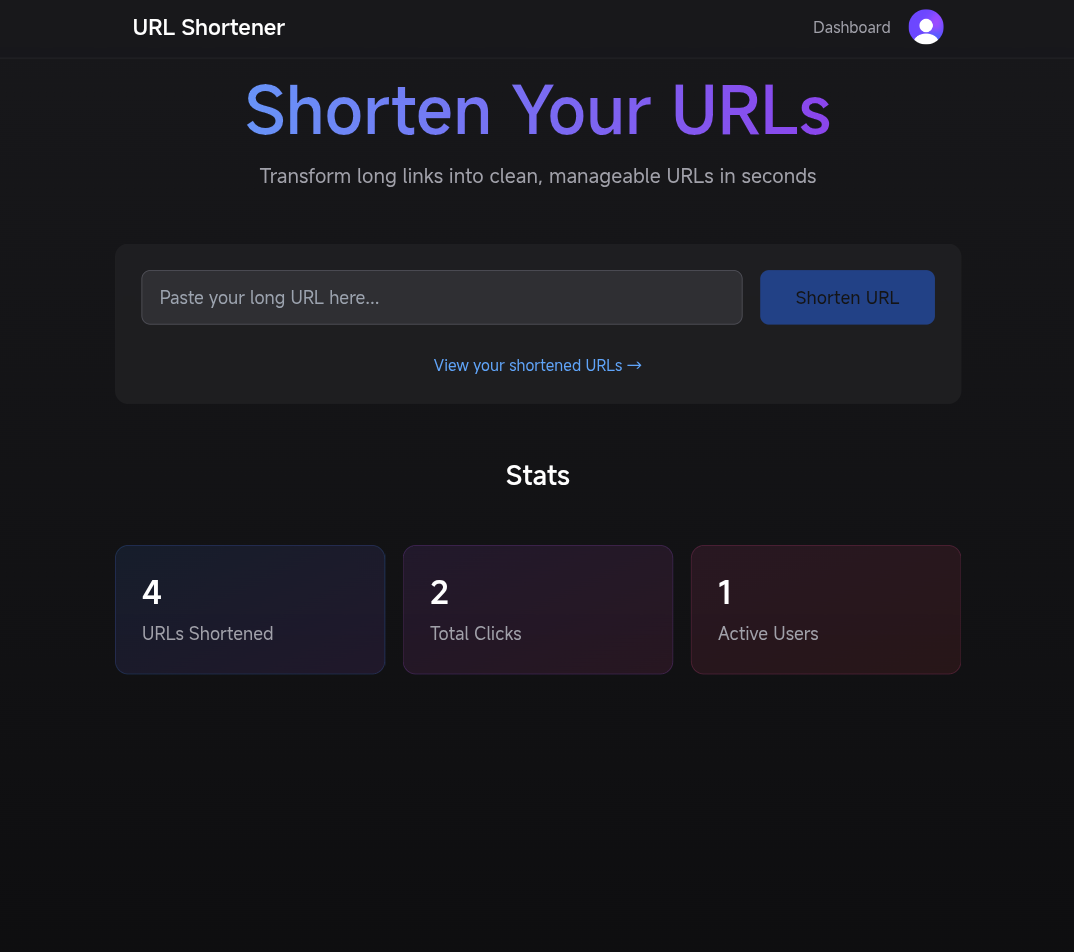 URL Shortener
Dashboard
Shorten Your URLs
Transform long links into clean, manageable URLs in seconds
Paste your long URL here...
Shorten URL
View your shortened URLs →
Stats
4
URLs Shortened
2
Total Clicks
1
Active Users